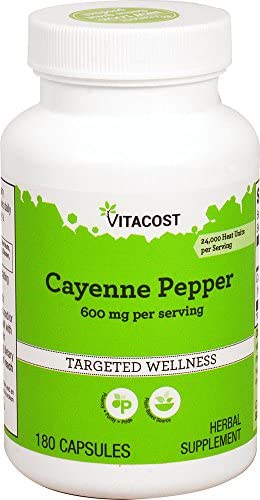 VITACOST
24,000 Heat Units
per Serving
Cayenne Pepper
600 mg per serving
TARGETED WELLNESS
180 CAPSULES
HERBAL
SUPPLEMENT